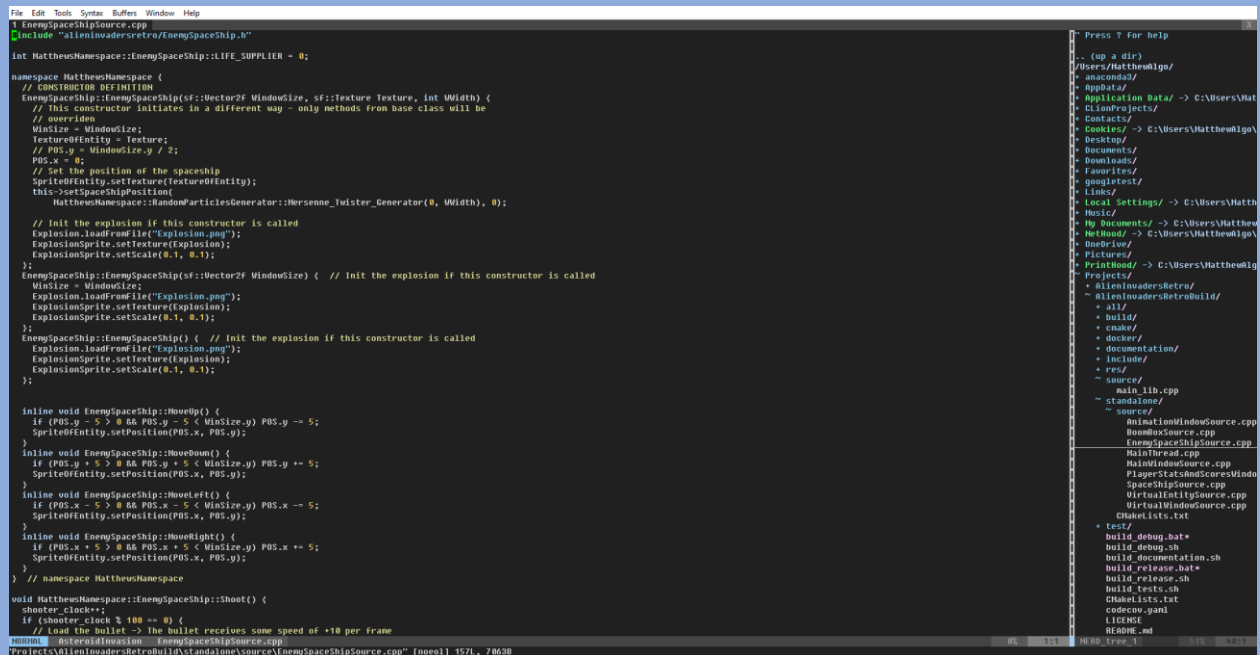 File Edit Tools Syntax Buffers Window Help
1 EnemySpaceShipSource.cpp X
#include "alieninvadersretro/EnemySpaceShip.h"
int MatthewsNamespace::EnemySpaceShip::LIFE_SUPPLIER = 0;
namespace MatthewsNamespace {
// CONSTRUCTOR DEFINITION
EnemySpaceShip::EnemySpaceShip(sf::Vector2f WindowSize, sf::Texture Texture, int WWidth) {
// This constructor initiates in a different way - only methods from base class will be
// overriden
WinSize = WindowSize;
TextureOfEntity = Texture;
// POS.y = WindowSize.y / 2;
POS.x = 0;
// Set the position of the spaceship
SpriteOfEntity.setTexture(TextureOfEntity);
this->setSpaceShipPosition(
MatthewsNamespace::RandomParticlesGenerator::Mersenne_Twister_Generator(0, WWidth), 0);
// Init the explosion if this constructor is called
Explosion.loadFromFile("Explosion.png");
ExplosionSprite.setTexture(Explosion);
ExplosionSprite.setScale(0.1, 0.1);
};
EnemySpaceShip::EnemySpaceShip(sf::Vector2f WindowSize) { // Init the explosion if this constructor is called
WinSize = WindowSize;
Explosion.loadFromFile("Explosion.png");
ExplosionSprite.setTexture(Explosion);
ExplosionSprite.setScale(0.1, 0.1);
};
EnemySpaceShip::EnemySpaceShip() { // Init the explosion if this constructor is called
Explosion.loadFromFile("Explosion.png");
ExplosionSprite.setTexture(Explosion);
ExplosionSprite.setScale(0.1, 0.1);
};
inline void EnemySpaceShip::MoveUp() {
if (POS.y - 5 > 0 && POS.y - 5 < WinSize.y) POS.y -= 5;
SpriteOfEntity.setPosition(POS.x, POS.y);
}
inline void EnemySpaceShip::MoveDown() {
if (POS.y + 5 > 0 && POS.y + 5 < WinSize.y) POS.y += 5;
SpriteOfEntity.setPosition(POS.x, POS.y);
}
inline void EnemySpaceShip::MoveLeft() {
if (POS.x - 5 > 0 && POS.x - 5 < WinSize.y) POS.x -= 5;
SpriteOfEntity.setPosition(POS.x, POS.y);
}
inline void EnemySpaceShip::MoveRight() {
if (POS.x + 5 > 0 && POS.x + 5 < WinSize.y) POS.x += 5;
SpriteOfEntity.setPosition(POS.x, POS.y);
}
} // namespace MatthewsNamespace
void MatthewsNamespace::EnemySpaceShip::Shoot() {
shooter_clock++;
if (shooter_clock % 100 == 0) {
// Load the bullet -> The bullet receives some speed of +10 per frame
NORMAL AsteroidInvasion EnemySpaceShipSource.cpp 0% 1:1
"Projects\AlienInvadersRetroBuild\standalone\source\EnemySpaceShipSource.cpp" [noeol] 157L, 7063B
~ Press ? for help
.. (up a dir)
/Users/MatthewAlgo/
+ anaconda3/
+ AppData/
+ Application Data/ -> C:\Users\Mat
+ CLionProjects/
+ Contacts/
+ Cookies/ -> C:\Users\MatthewAlgo\
+ Desktop/
+ Documents/
+ Downloads/
+ Favorites/
+ googletest/
+ Links/
+ Local Settings/ -> C:\Users\Matth
+ Music/
+ My Documents/ -> C:\Users\Matthew
+ NetHood/ -> C:\Users\MatthewAlgo\
+ OneDrive/
+ Pictures/
+ PrintHood/ -> C:\Users\MatthewAlg
~ Projects/
+ AlienInvadersRetro/
~ AlienInvadersRetroBuild/
+ all/
+ build/
+ cmake/
+ docker/
+ documentation/
+ include/
+ res/
~ source/
main_lib.cpp
~ standalone/
~ source/
AnimationWindowSource.cpp
BoomBoxSource.cpp
EnemySpaceShipSource.cpp
MainThread.cpp
MainWindowSource.cpp
PlayerStatsAndScoresWindo
SpaceShipSource.cpp
VirtualEntitySource.cpp
VirtualWindowSource.cpp
CMakeLists.txt
+ test/
build_debug.bat*
build_debug.sh
build_documentation.sh
build_release.bat*
build_release.sh
build_tests.sh
CMakeLists.txt
codecov.yaml
LICENSE
README.md
NERD_tree_1 51% 40:1